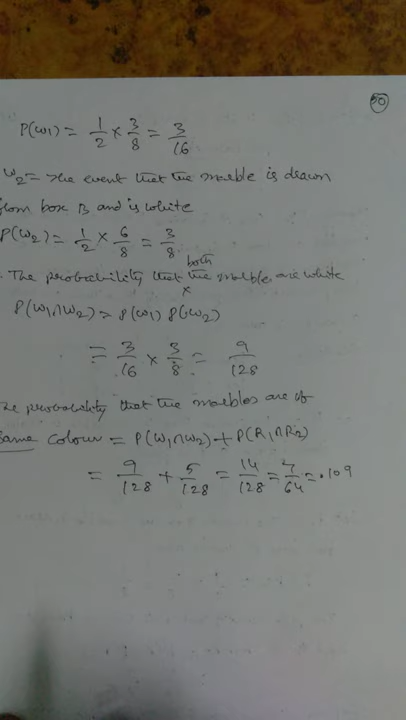 50
P(W1) = 1/2 × 3/8 = 3/16
W2 = The event that the marble is drawn
from box B and is white
P(W2) = 1/2 × 6/8 = 3/8
both
The probability that the marble are white
×
P(W1∩W2) = P(W1) P(W2)
= 3/16 × 3/8 = 9/128
The probability that the marbles are of
same colour = P(W1∩W2) + P(R1∩R2)
= 9/128 + 5/128 = 14/128 = 7/64 = .109